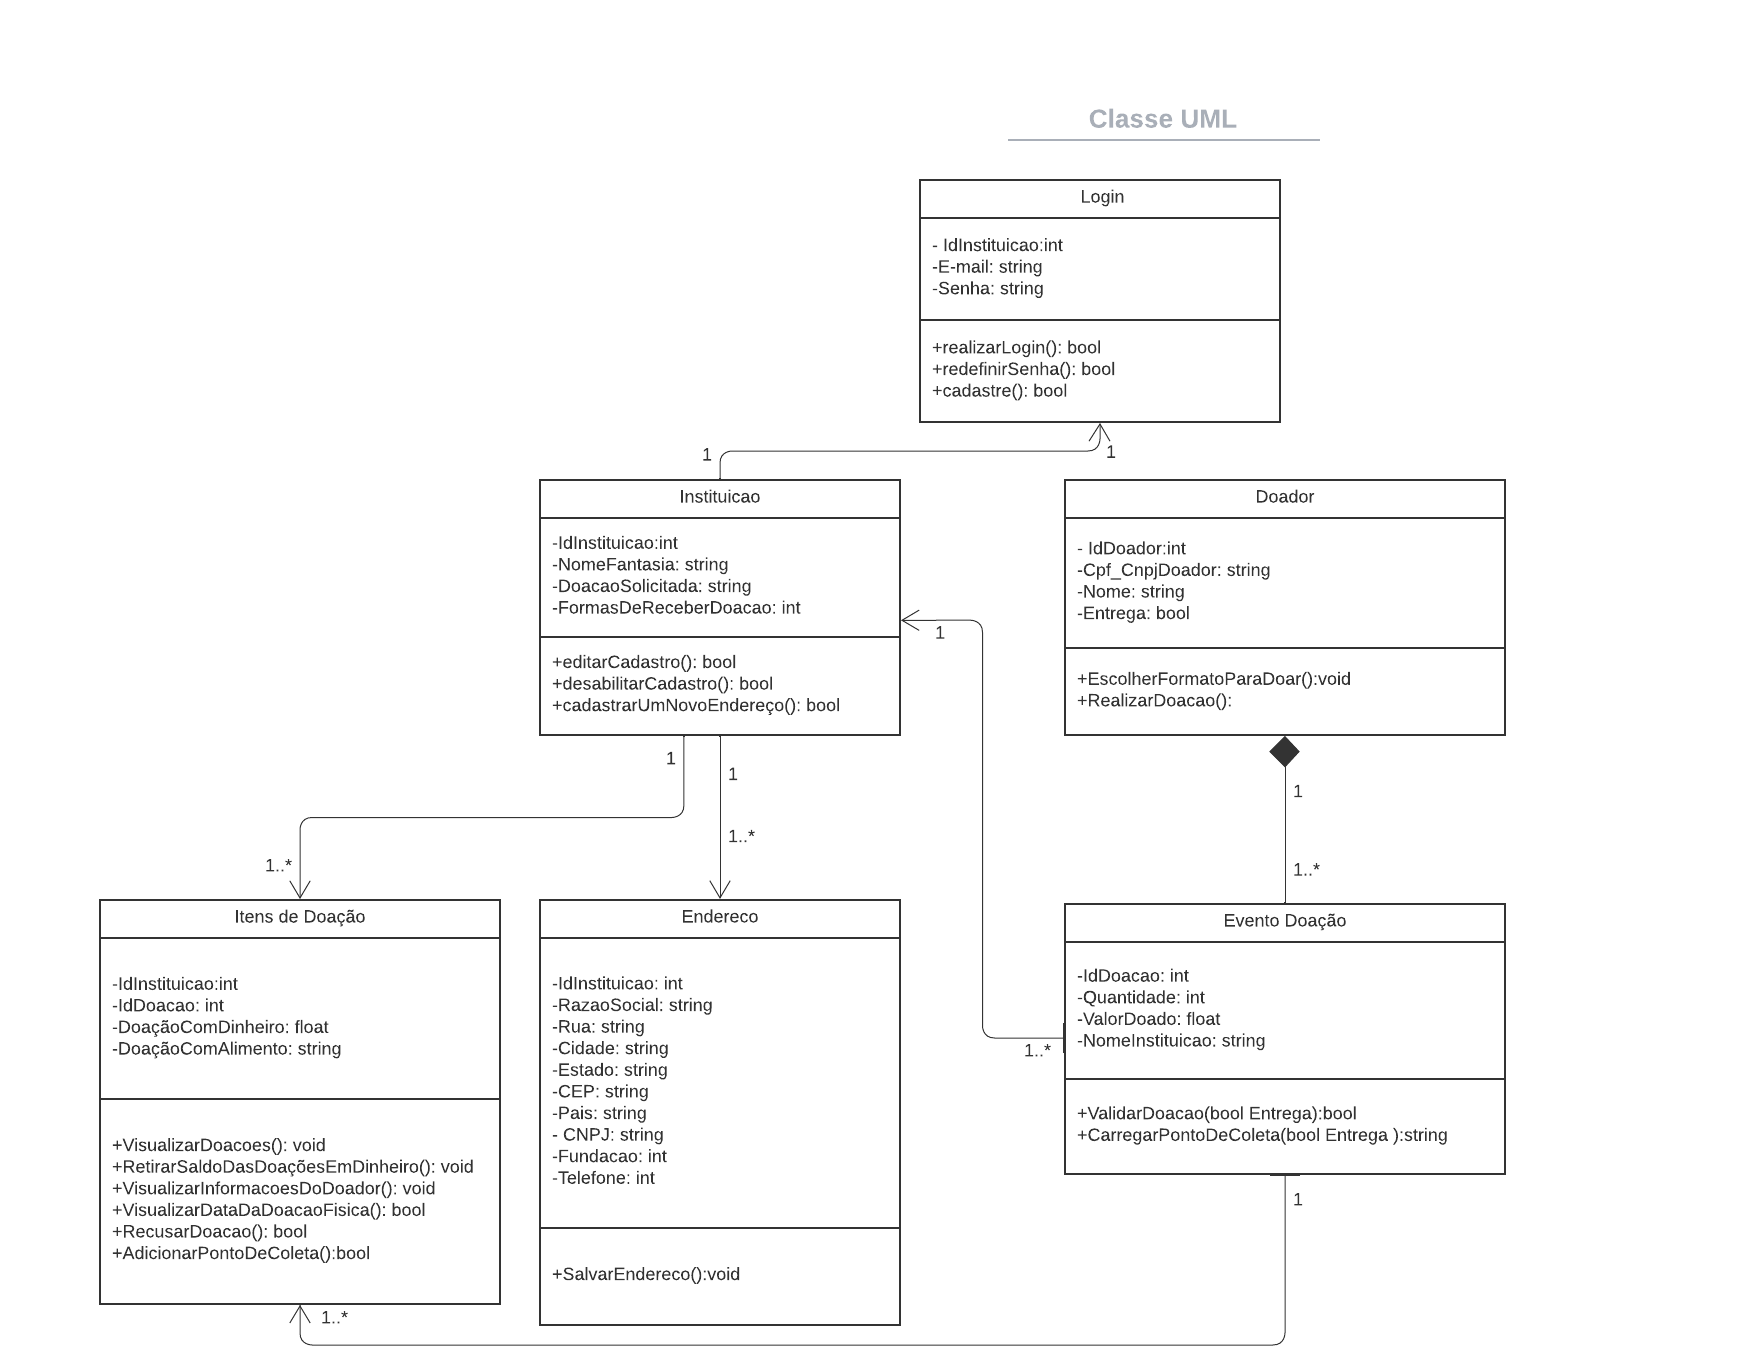 Classe UML
Login
- IdInstituicao:int
-E-mail: string
-Senha: string
+realizarLogin(): bool
+redefinirSenha(): bool
+cadastre(): bool
1
1
Instituicao
-IdInstituicao:int
-NomeFantasia: string
-DoacaoSolicitada: string
-FormasDeReceberDoacao: int
+editarCadastro(): bool
+desabilitarCadastro(): bool
+cadastrarUmNovoEndereço(): bool
1
Doador
- IdDoador:int
-Cpf_CnpjDoador: string
-Nome: string
-Entrega: bool
+EscolherFormatoParaDoar():void
+RealizarDoacao():
1
1
1
1..*
1..*
1..*
Itens de Doação
-IdInstituicao:int
-IdDoacao: int
-DoaçãoComDinheiro: float
-DoaçãoComAlimento: string
+VisualizarDoacoes(): void
+RetirarSaldoDasDoaçõesEmDinheiro(): void
+VisualizarInformacoesDoDoador(): void
+VisualizarDataDaDoacaoFisica(): bool
+RecusarDoacao(): bool
+AdicionarPontoDeColeta():bool
1..*
Endereco
-IdInstituicao: int
-RazaoSocial: string
-Rua: string
-Cidade: string
-Estado: string
-CEP: string
-Pais: string
- CNPJ: string
-Fundacao: int
-Telefone: int
+SalvarEndereco():void
1..*
Evento Doação
-IdDoacao: int
-Quantidade: int
-ValorDoado: float
-NomeInstituicao: string
+ValidarDoacao(bool Entrega):bool
+CarregarPontoDeColeta(bool Entrega ):string
1